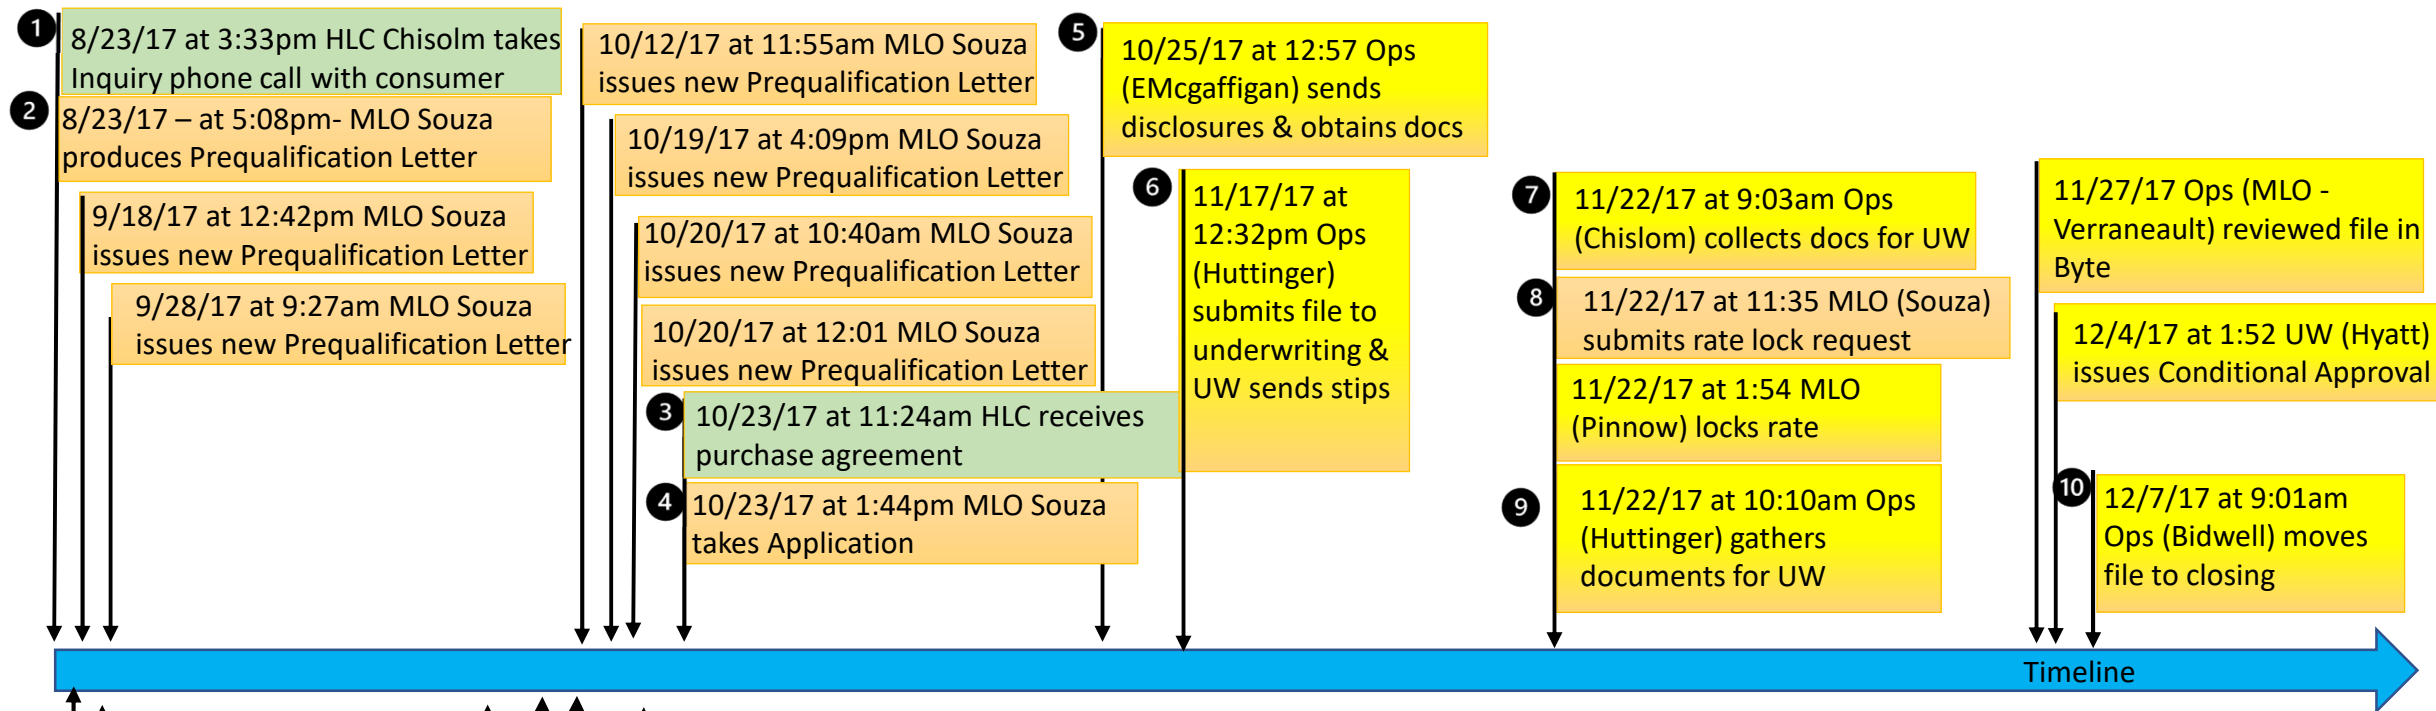 1
8/23/17 at 3:33pm HLC Chisolm takes
Inquiry phone call with consumer
2
8/23/17 – at 5:08pm- MLO Souza
produces Prequalification Letter
9/18/17 at 12:42pm MLO Souza
issues new Prequalification Letter
9/28/17 at 9:27am MLO Souza
issues new Prequalification Letter
10/12/17 at 11:55am MLO Souza
issues new Prequalification Letter
10/19/17 at 4:09pm MLO Souza
issues new Prequalification Letter
10/20/17 at 10:40am MLO Souza
issues new Prequalification Letter
10/20/17 at 12:01 MLO Souza
issues new Prequalification Letter
3
10/23/17 at 11:24am HLC receives
purchase agreement
4
10/23/17 at 1:44pm MLO Souza
takes Application
5
10/25/17 at 12:57 Ops
(EMcgaffigan) sends
disclosures & obtains docs
6
11/17/17 at
12:32pm Ops
(Huttinger)
submits file to
underwriting &
UW sends stips
7
11/22/17 at 9:03am Ops
(Chislom) collects docs for UW
8
11/22/17 at 11:35 MLO (Souza)
submits rate lock request
11/22/17 at 1:54 MLO
(Pinnow) locks rate
9
11/22/17 at 10:10am Ops
(Huttinger) gathers
documents for UW
11/27/17 Ops (MLO -
Verraneault) reviewed file in
Byte
12/4/17 at 1:52 UW (Hyatt)
issues Conditional Approval
10
12/7/17 at 9:01am
Ops (Bidwell) moves
file to closing
Timeline